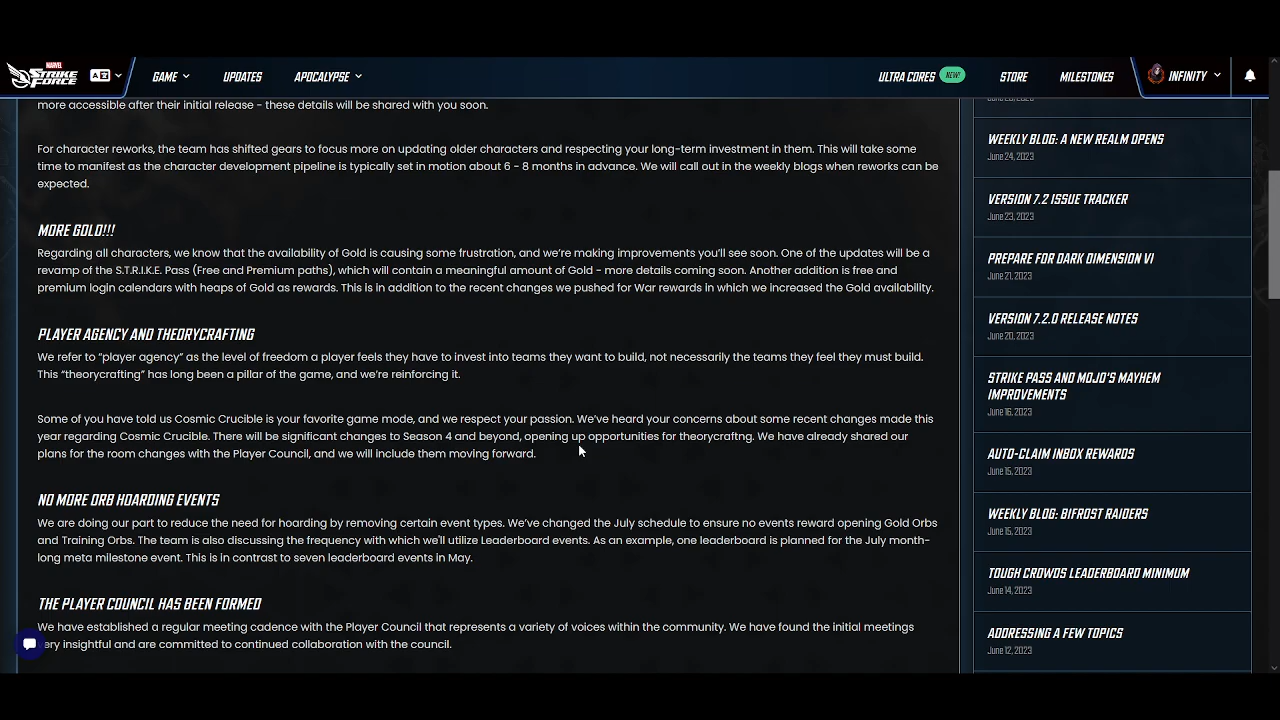 MARVEL
STRIKE FORCE
GAME
UPDATES
APOCALYPSE
ULTRA CORES
NEW!
STORE
MILESTONES
INFINITY
more accessible after their initial release - these details will be shared with you soon.
For character reworks, the team has shifted gears to focus more on updating older characters and respecting your long-term investment in them. This will take some
time to manifest as the character development pipeline is typically set in motion about 6 - 8 months in advance. We will call out in the weekly blogs when reworks can be
expected.
MORE GOLD!!!
Regarding all characters, we know that the availability of Gold is causing some frustration, and we're making improvements you'll see soon. One of the updates will be a
revamp of the S.T.R.I.K.E. Pass (Free and Premium paths), which will contain a meaningful amount of Gold - more details coming soon. Another addition is free and
premium login calendars with heaps of Gold as rewards. This is in addition to the recent changes we pushed for War rewards in which we increased the Gold availability.
PLAYER AGENCY AND THEORYCRAFTING
We refer to "player agency" as the level of freedom a player feels they have to invest into teams they want to build, not necessarily the teams they feel they must build.
This "theorycrafting" has long been a pillar of the game, and we're reinforcing it.
Some of you have told us Cosmic Crucible is your favorite game mode, and we respect your passion. We've heard your concerns about some recent changes made this
year regarding Cosmic Crucible. There will be significant changes to Season 4 and beyond, opening up opportunities for theorycraftng. We have already shared our
plans for the room changes with the Player Council, and we will include them moving forward.
NO MORE ORB HOARDING EVENTS
We are doing our part to reduce the need for hoarding by removing certain event types. We've changed the July schedule to ensure no events reward opening Gold Orbs
and Training Orbs. The team is also discussing the frequency with which we'll utilize Leaderboard events. As an example, one leaderboard is planned for the July month-
long meta milestone event. This is in contrast to seven leaderboard events in May.
THE PLAYER COUNCIL HAS BEEN FORMED
We have established a regular meeting cadence with the Player Council that represents a variety of voices within the community. We have found the initial meetings
ery insightful and are committed to continued collaboration with the council.
WEEKLY BLOG: A NEW REALM OPENS
June 24, 2023
VERSION 7.2 ISSUE TRACKER
June 23, 2023
PREPARE FOR DARK DIMENSION VI
June 21, 2023
VERSION 7.2.0 RELEASE NOTES
June 20, 2023
STRIKE PASS AND MOJO'S MAYHEM
IMPROVEMENTS
June 16, 2023
AUTO-CLAIM INBOX REWARDS
June 15, 2023
WEEKLY BLOG: BIFROST RAIDERS
June 15, 2023
TOUGH CROWDS LEADERBOARD MINIMUM
June 14, 2023
ADDRESSING A FEW TOPICS
June 12, 2023